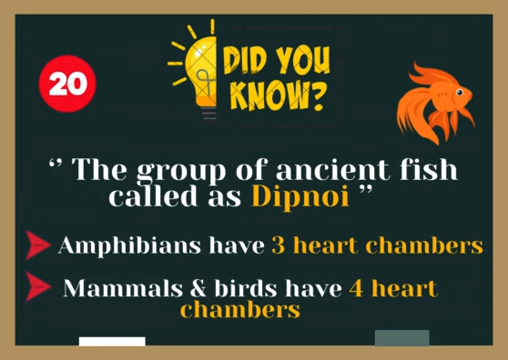 20
DID YOU
KNOW?
‘’ The group of ancient fish
called as Dipnoi ’’
Amphibians have 3 heart chambers
Mammals & birds have 4 heart
chambers